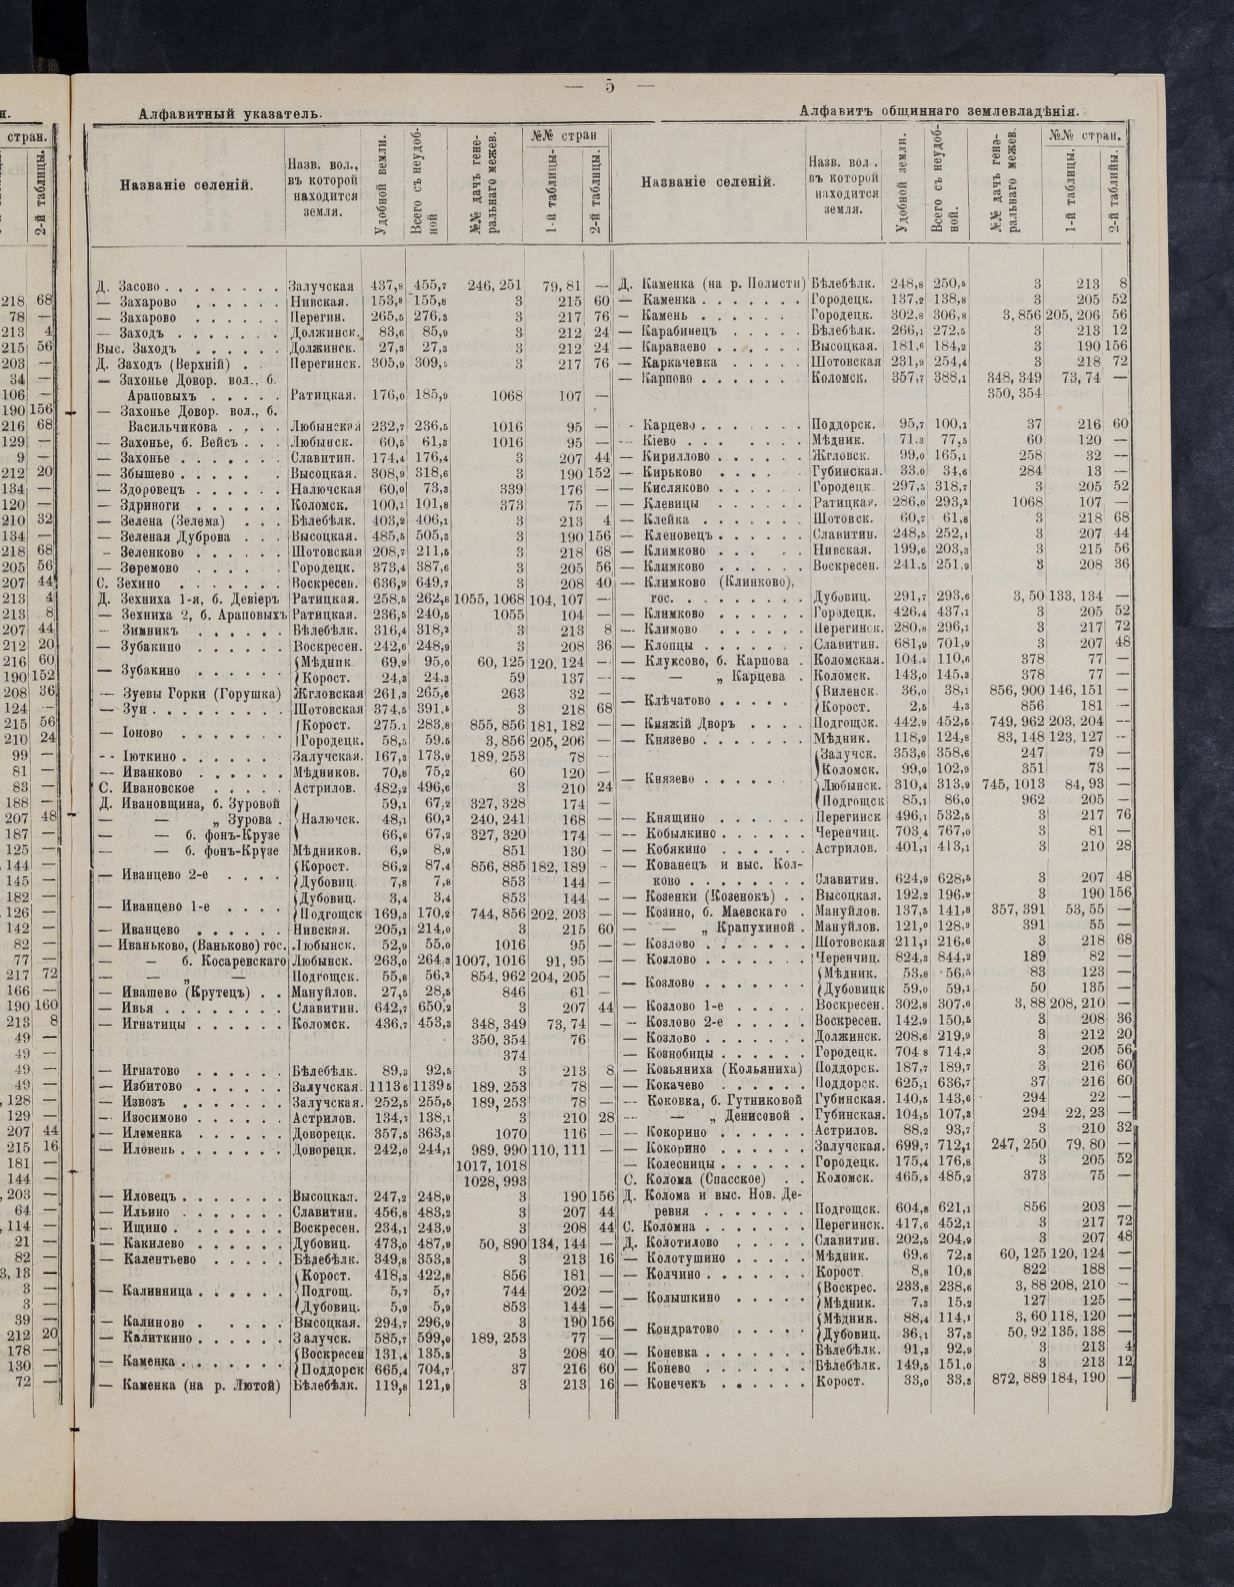 — 5 —
Алфавитный указатель.
Алфавитъ общиннаго землевладѣнія.
Названіе селеній. Назв. вол., въ которой находится земля. Удобной земли. Всего съ неудобной. №№ дачъ генеральнаго межев. №№ стран 1-й таблицы. 2-й таблицы.
Д. Засово Залучская 437,8 455,7 246, 251 79, 81 —
— Захарово Нивская. 153,8 155,8 3 215 60
— Захарово Перегин. 265,5 276,3 3 217 76
— Заходъ Должинск. 83,6 85,9 3 212 24
Выс. Заходъ Должинск. 27,3 27,3 3 212 24
Д. Заходъ (Верхній) Перегинск. 305,9 309,5 3 217 76
— Захонье Довор. вол., б.
Араповыхъ Ратицкая. 176,0 185,9 1068 107 —
— Захонье Довор. вол., б.
Васильчикова Любынская 232,7 236,5 1016 95 —
— Захонье, б. Вейсъ Любынск. 60,5 61,3 1016 95 —
— Захонье Славитин. 174,4 176,4 3 207 44
— Збышево Высоцкая. 308,9 318,6 3 190 152
— Здоровецъ Налючская 60,0 73,3 339 176 —
— Здриноги Коломск. 100,1 101,8 373 75 —
— Зелена (Зелема) Бѣлебѣлк. 403,2 406,1 3 213 4
— Зеленая Дуброва Высоцкая. 485,5 505,3 3 190 156
— Зеленково Шотовская 208,7 211,5 3 218 68
— Зеремово Городецк. 373,4 387,6 3 205 56
С. Зехино Воскресен. 636,9 649,7 3 208 40
Д. Зехниха 1-я, б. Девіеръ Ратицкая. 258,5 262,8 1055, 1068 104, 107 —
— Зехниха 2, б. Араповыхъ Ратицкая. 236,5 240,5 1055 104 —
— Зимникъ Бѣлебѣлк. 316,4 318,2 3 213 8
— Зубакино Воскресен. 242,6 248,9 3 208 36
— Зубакино Мѣдник 69,9 95,0 60, 125 120, 124 —
Корост. 24,3 24,3 59 137 —
— Зуевы Горки (Горушка) Жгловская 261,3 265,6 263 32 —
— Зуи Шотовская 374,5 391,5 3 218 68
— Іоново Корост. 275,1 283,8 855, 856 181, 182 —
Городецк. 58,5 59,5 3, 856 205, 206 —
— Іюткино Залучская. 167,3 173,9 189, 253 78 —
— Иванково Мѣдников. 70,8 75,2 60 120 —
С. Ивановское Астрилов. 482,2 496,6 3 210 24
Д. Ивановщина, б. Зуровой 59,1 67,2 327, 328 174 —
— — „ Зурова Налючск. 48,1 60,2 240, 241 168 —
— — б. фонъ-Крузе 66,6 67,2 327, 320 174 —
— — б. фонъ-Крузе Мѣдников. 6,9 8,9 851 130 —
— Иванцево 2-е Корост. 86,2 87,4 856, 885 182, 189 —
Дубовиц. 7,8 7,8 853 144 —
— Иванцево 1-е Дубовиц. 3,4 3,4 853 144 —
Подгощск 169,3 170,2 744, 856 202, 203 —
— Иванцево Нивская. 205,1 214,0 3 215 60
— Иваньково, (Ваньково) гос. Любынск. 52,9 55,0 1016 95 —
— — б. Косаревскаго Любынск. 263,0 264,3 1007, 1016 91, 95 —
— — „ — Подгощск. 55,8 56,2 854, 962 204, 205 —
— Ивашево (Крутецъ) Мануйлов. 27,5 28,5 846 61 —
— Ивья Славитин. 642,7 650,2 3 207 44
— Игнатицы Коломск. 436,7 453,3 348, 349 73, 74 —
350, 354 76
374
— Игнатово Бѣлебѣлк. 89,3 92,5 3 213 8
— Избитово Залучская. 1113,6 1139,5 189, 253 78 —
— Извозъ Залучская. 252,5 255,5 189, 253 78 —
— Изосимово Астрилов. 134,7 138,1 3 210 28
— Илеменка Доворецк. 357,5 363,3 1070 116 —
— Иловень Доворецк. 242,0 244,1 989, 990 110, 111 —
1017, 1018
1028, 993
— Иловецъ Высоцкая. 247,2 248,9 3 190 156
— Ильино Славитин. 456,8 483,2 3 207 44
— Ищино Воскресен. 234,1 243,9 3 208 44
— Какилево Дубовиц. 473,0 487,9 50, 890 134, 144 —
— Калентьево Бѣлебѣлк. 349,8 353,8 3 213 16
— Каливница Корост. 418,3 422,8 856 181 —
Подгощ. 5,7 5,7 744 202 —
Дубовиц. 5,9 5,9 853 144 —
— Калиново Высоцкая. 294,7 296,9 3 190 156
— Калиткино Залучск. 585,7 599,0 189, 253 77 —
— Каменка Воскресен 131,4 135,3 3 208 40
Поддорск 665,4 704,7 37 216 60
— Каменка (на р. Лютой) Бѣлебѣлк. 119,8 121,9 3 213 16
Названіе селеній. Назв. вол. въ которой находится земля. Удобной земли. Всего съ неудобной. №№ дачъ генеральнаго межев. №№ стран. 1-й таблицы. 2-й таблицы.
Д. Каменка (на р. Полисти) Бѣлебѣлк. 248,8 250,5 3 213 8
— Каменка Городецк. 137,2 138,8 3 205 52
— Камень Городецк. 302,8 306,8 3, 856 205, 206 56
— Карабинецъ Бѣлебѣлк. 266,1 272,5 3 213 12
— Караваево Высоцкая. 181,6 184,2 3 190 156
— Каркачевка Шотовская 231,9 254,4 3 218 72
— Карпово Коломск. 357,7 388,1 348, 349 73, 74 —
350, 354
— Карцево Поддорск. 95,7 100,1 37 216 60
— Кіево Мѣдник. 71,3 77,5 60 120 —
— Кириллово Жгловск. 99,0 165,1 258 32 —
— Кирьково Губинская. 33,0 34,6 284 13 —
— Кисляково Городецк. 297,5 318,7 3 205 52
— Клевицы Ратицкая. 286,0 293,2 1068 107 —
— Клейка Шотовск. 60,7 61,8 3 218 68
— Кленовецъ Славитин. 248,5 252,1 3 207 44
— Климково Нивская. 199,6 203,3 3 215 56
— Климково Воскресен. 241,5 251,9 3 208 36
— Климково (Клинково),
гос. Дубовиц. 291,7 293,6 3, 50 133, 134 —
— Климково Городецк. 426,4 437,1 3 205 52
— Климово Перегинск. 280,8 296,1 3 217 72
— Клопцы Славитин. 681,9 701,9 3 207 48
— Клуксово, б. Карпова Коломская. 104,5 110,6 378 77 —
— — „ Карцева Коломск. 143,0 145,3 378 77 —
— Клѣчатово Виленск. 36,0 38,1 856, 900 146, 151 —
Корост. 2,5 4,3 856 181 —
— Княжій Дворъ Подгощск. 442,9 452,5 749, 962 203, 204 —
— Князево Мѣдник. 118,9 124,8 83, 148 123, 127 —
— Князево Залучск. 353,6 358,6 247 79 —
Коломск. 99,0 102,9 351 73 —
Любынск. 310,4 313,9 745, 1013 84, 93 —
Подгощск 85,1 86,0 962 205 —
— Княщино Перегинск 496,1 532,5 3 217 76
— Кобылкино Черенчиц. 703,4 767,0 3 81 —
— Кобякино Астрилов. 401,1 413,1 3 210 28
— Кованецъ и выс. Кол-
ково Славитин. 624,9 628,5 3 207 48
— Козенки (Козенокъ) Высоцкая. 192,2 196,9 3 190 156
— Козино, б. Маевскаго Мануйлов. 137,5 141,8 357, 391 53, 55 —
— — „ Крапухиной Мануйлов. 121,0 128,9 391 55 —
— Козлово Шотовская 211,1 216,6 3 218 68
— Козлово Черенчиц. 824,3 844,2 189 82 —
— Козлово Мѣдник. 53,8 56,5 83 123 —
Дубовицк 59,0 59,1 50 135 —
— Козлово 1-е Воскресен. 302,8 307,6 3, 88 208, 210 —
— Козлово 2-е Воскресен. 142,9 150,5 3 208 36
— Козлово Должинск. 208,6 219,9 3 212 20
— Кознобицы Городецк. 704,8 714,2 3 205 56
— Козьяниха (Кольяниха) Поддорск. 187,7 189,7 3 216 60
— Кокачево Поддорск. 625,1 636,7 37 216 60
— Коковка, б. Гутниковой Губинская. 140,5 143,6 294 22 —
— — „ Денисовой Губинская. 104,5 107,3 294 22, 23 —
— Кокорино Астрилов. 88,2 93,7 3 210 32
— Кокорино Залучская. 699,7 712,1 247, 250 79, 80 —
— Колесницы Городецк. 175,4 176,8 3 205 52
С. Колома (Спасское) Коломск. 465,5 485,2 373 75 —
Д. Колома и выс. Нов. Де-
ревня Подгощск. 604,8 621,1 856 203 —
С. Коломна Перегинск. 417,6 452,1 3 217 72
Д. Колотилово Славитин. 202,5 204,9 3 207 48
— Колотушино Мѣдник. 69,6 72,3 60, 125 120, 124 —
— Колчино Корост 8,8 10,8 822 188 —
— Колышкино Воскрес. 233,8 238,6 3, 88 208, 210 —
Мѣдник. 7,3 15,2 127 125 —
— Кондратово Мѣдник. 88,4 114,1 3, 60 118, 120 —
Дубовиц. 36,1 37,3 50, 92 135, 138 —
— Коневка Бѣлебѣлк. 91,3 92,9 3 213 4
— Конево Бѣлебѣлк. 149,5 151,0 3 213 12
— Конечекъ Корост. 33,0 33,3 872, 889 184, 190 —